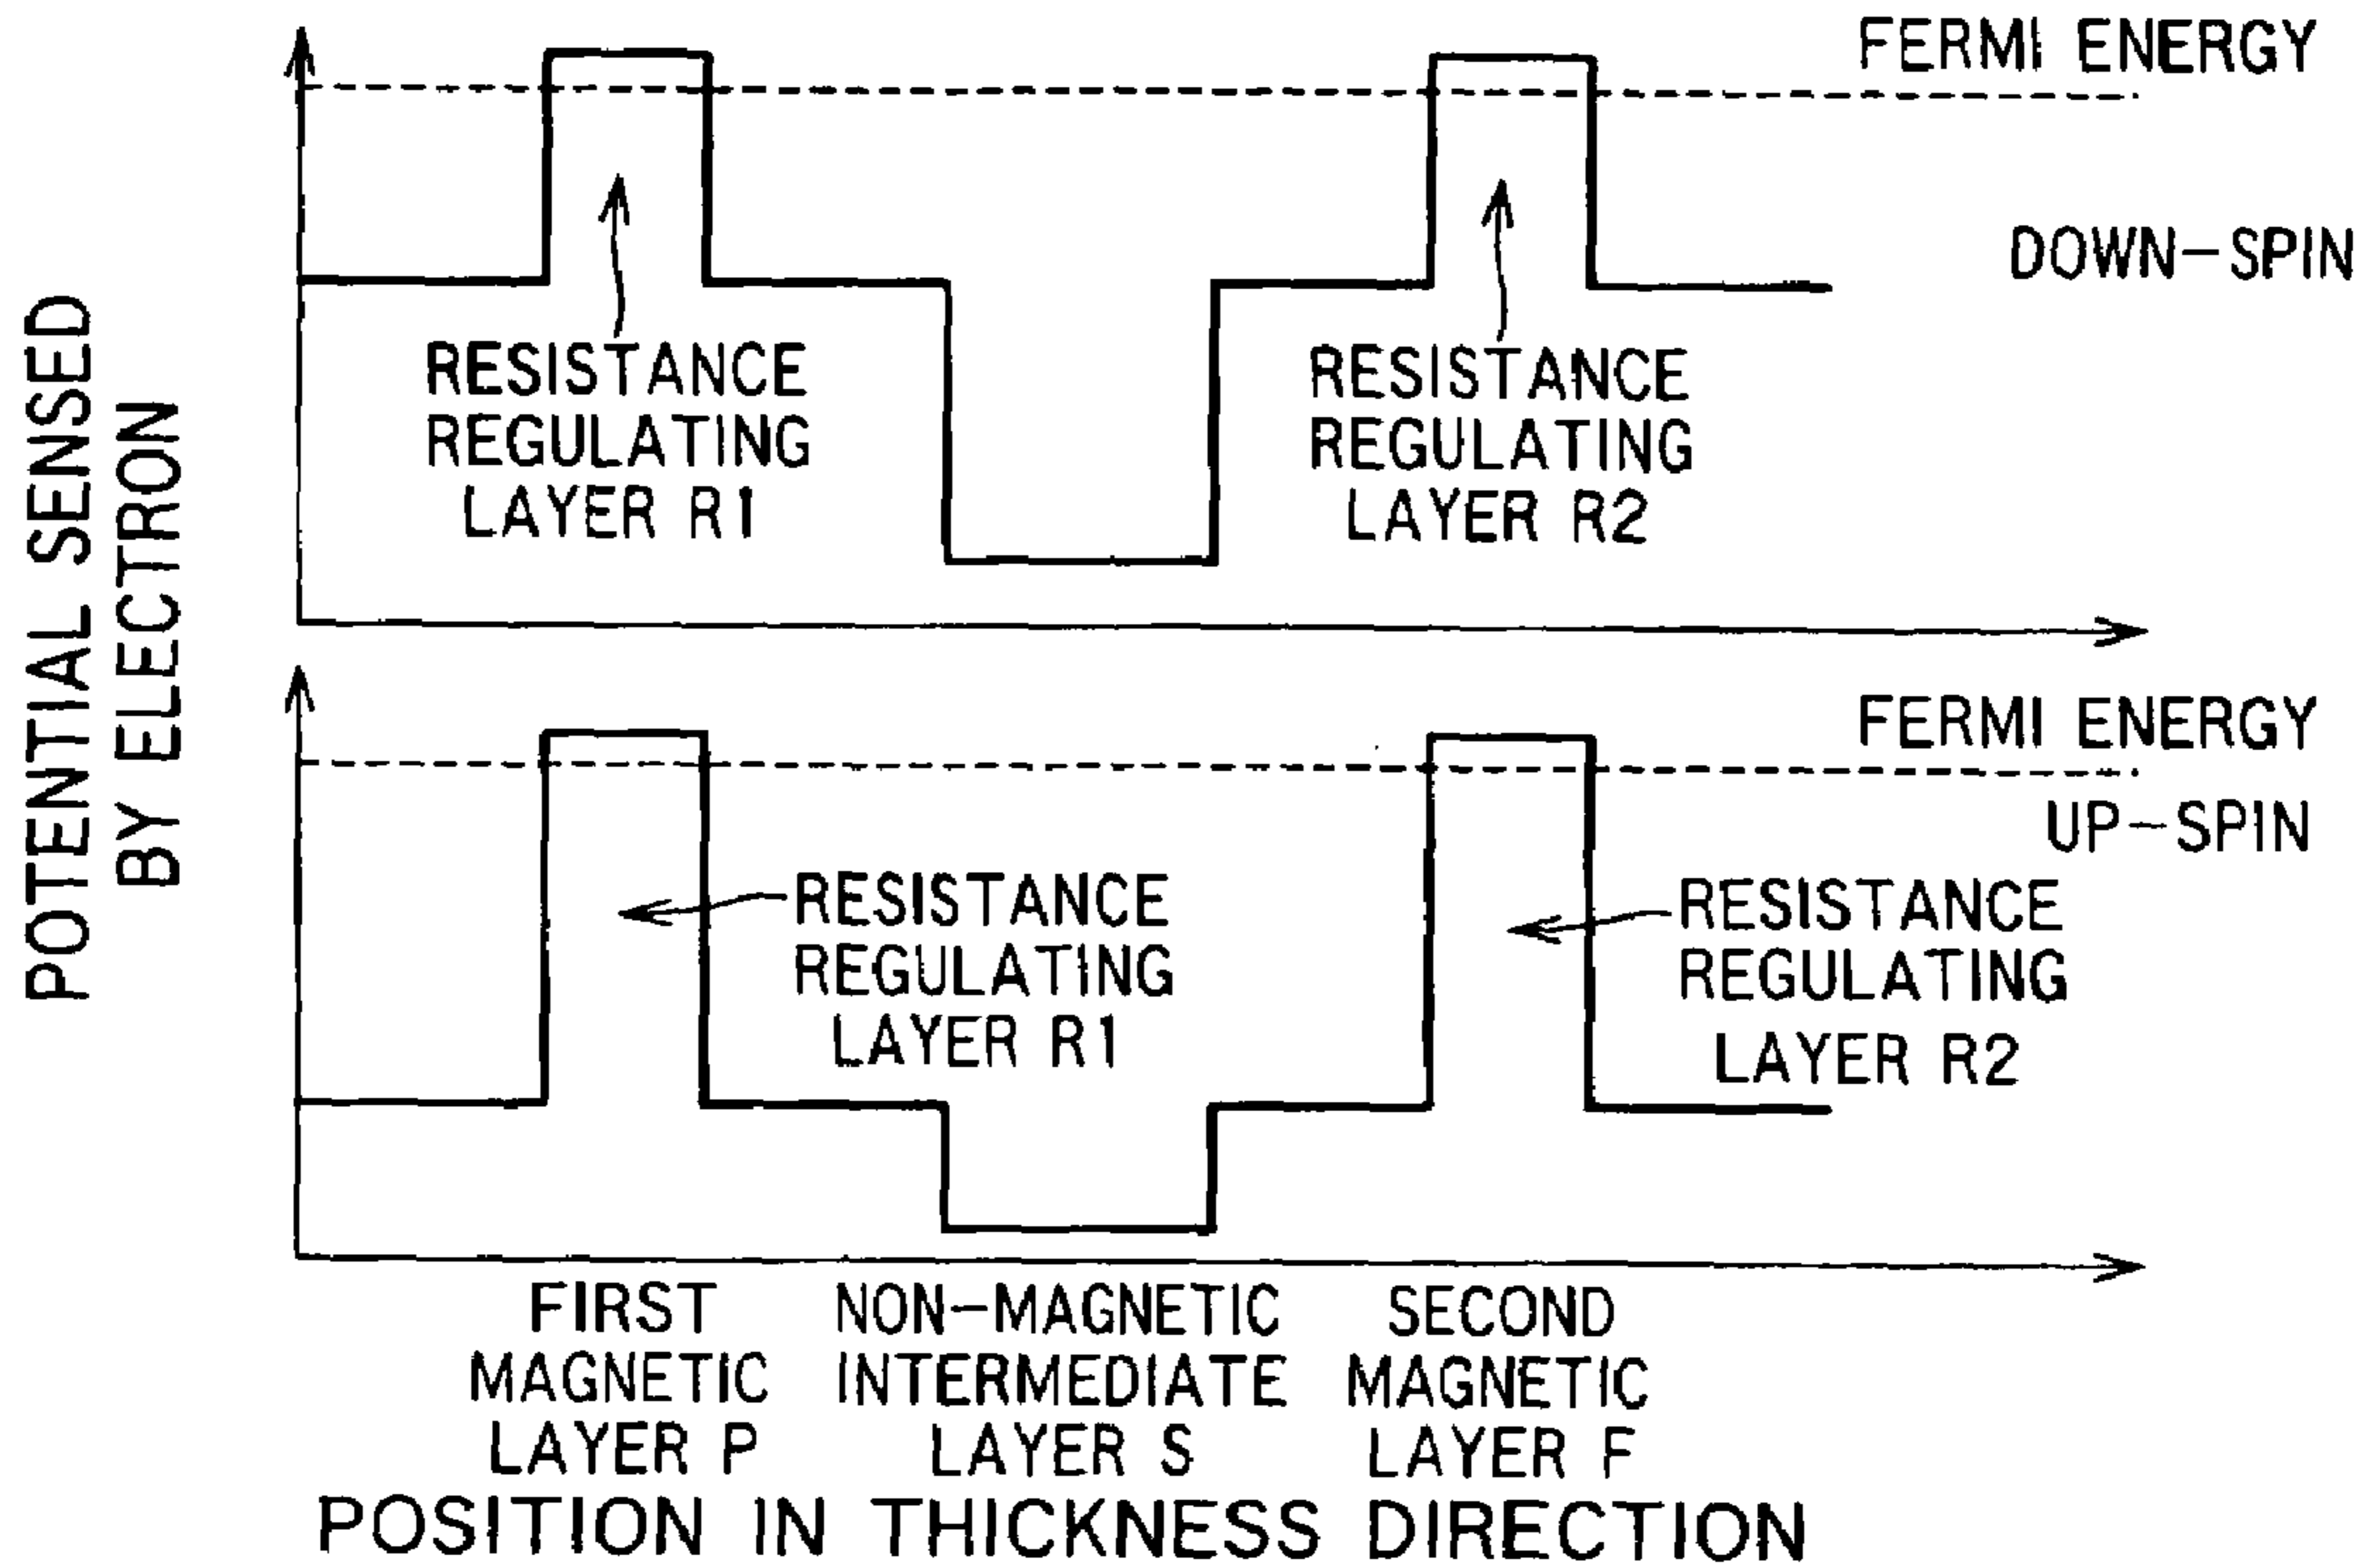 POTENTIAL SENSED
BY ELECTRON
FERMI ENERGY
DOWN-SPIN
RESISTANCE
REGULATING
LAYER R1
RESISTANCE
REGULATING
LAYER R2
FERMI ENERGY
UP-SPIN
RESISTANCE
REGULATING
LAYER R1
RESISTANCE
REGULATING
LAYER R2
FIRST
MAGNETIC
LAYER P
NON-MAGNETIC
INTERMEDIATE
LAYER S
SECOND
MAGNETIC
LAYER F
POSITION IN THICKNESS DIRECTION